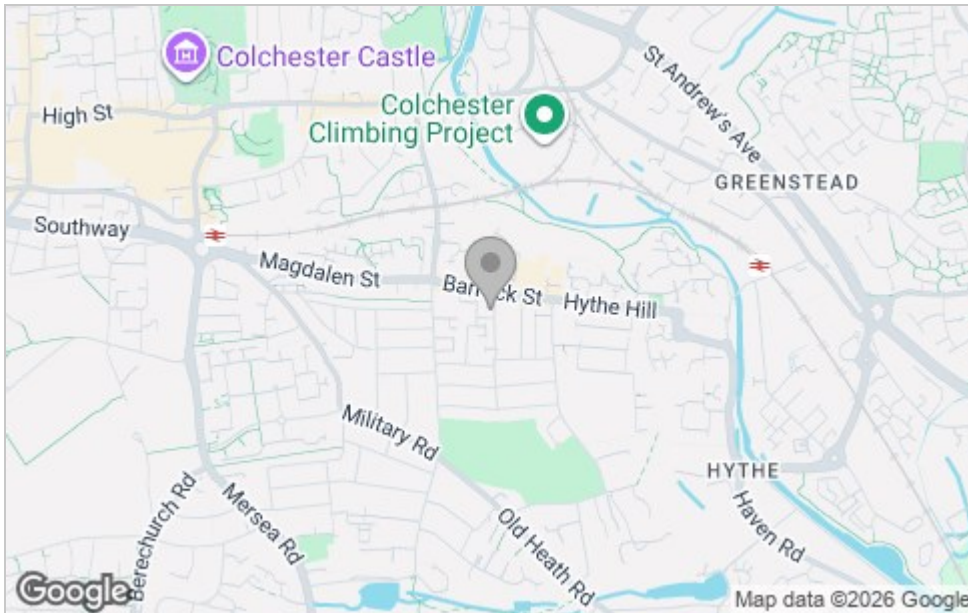 Colchester Castle
High St
Colchester
Climbing Project
St Andrew's Ave
GREENSTEAD
Southway
Magdalen St
Hythe Hill
Military Rd
HYTHE
Berechurch Rd
Mersea Rd
Old Heath Rd
Haven Rd
Google
Map data ©2026 Google